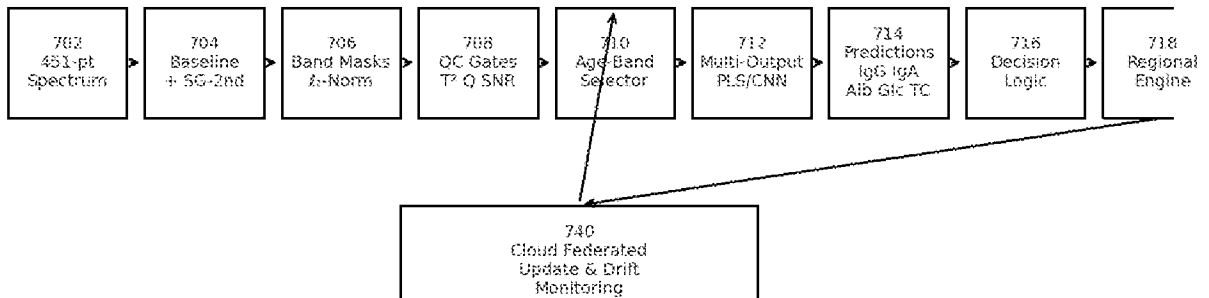 702
451-pt
Spectrum
704
Baseline
+ SG-2nd
706
Band Masks
ℓ₂-Norm
708
QC Gates
T² Q SNR
710
Age-Band
Selector
712
Multi-Output
PLS/CNN
714
Predictions
IgG IgA
Alb Glc TC
716
Decision
Logic
718
Regional
Engine
740
Cloud Federated
Update & Drift
Monitoring